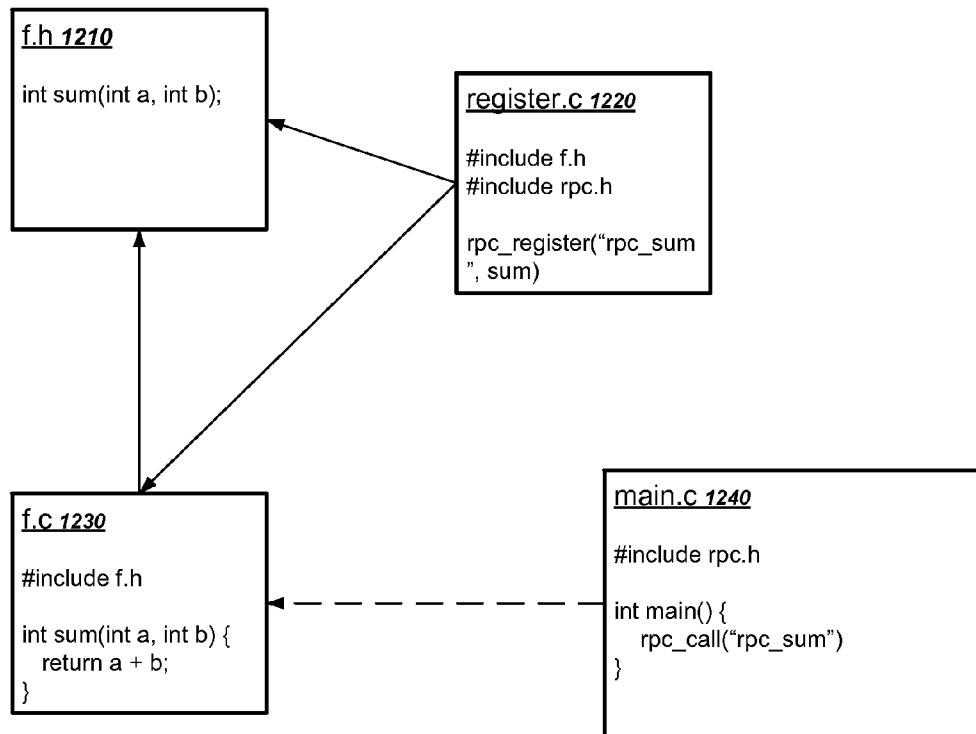 f.h 1210
int sum(int a, int b);
register.c 1220
#include f.h
#include rpc.h
rpc_register(“rpc_sum
”, sum)
f.c 1230
#include f.h
int sum(int a, int b) {
return a + b;
}
main.c 1240
#include rpc.h
int main() {
rpc_call(“rpc_sum”)
}